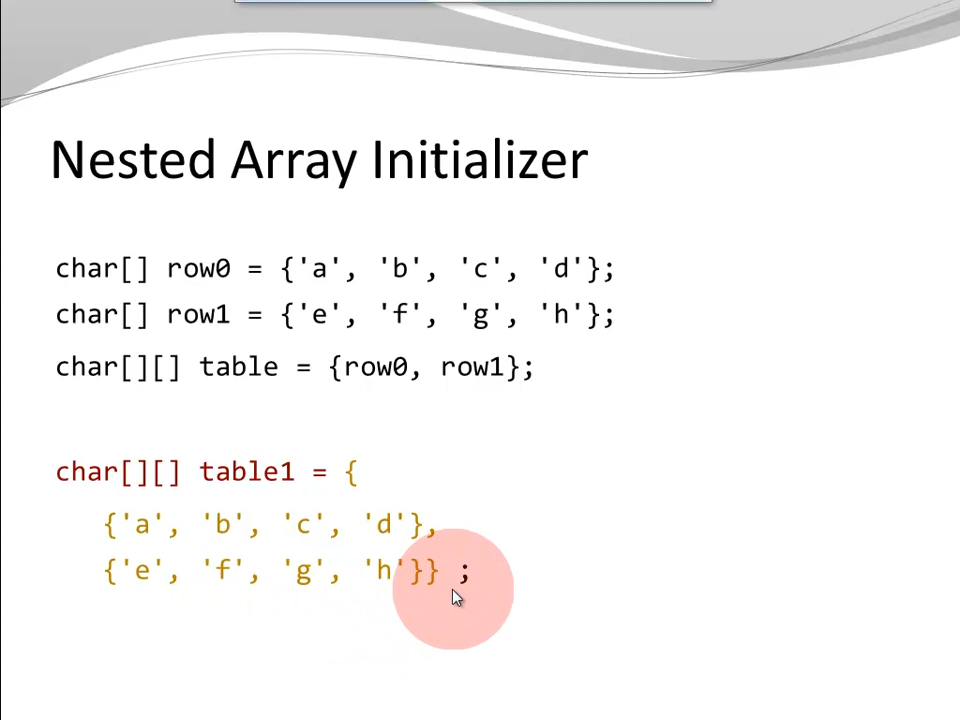 Nested Array Initializer
char[] row0 = {'a', 'b', 'c', 'd'};
char[] row1 = {'e', 'f', 'g', 'h'};
char[][] table = {row0, row1};
char[][] table1 = {
{'a', 'b', 'c', 'd'},
{'e', 'f', 'g', 'h'}} ;